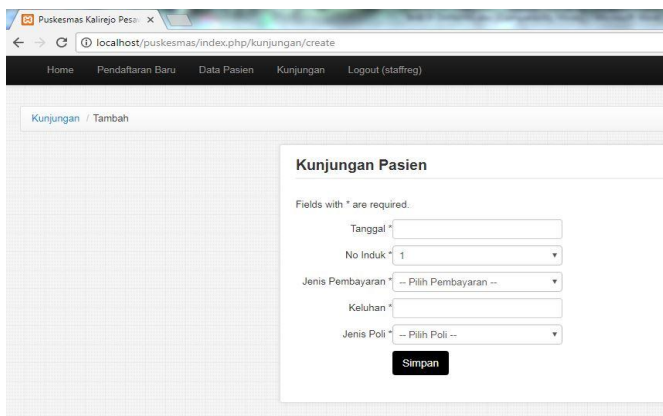 Puskesmas Kalirejo Pesa
localhost/puskesmas/index.php/kunjungan/create
Home Pendaftaran Baru Data Pasien Kunjungan Logout (staffreg)
Kunjungan / Tambah
Kunjungan Pasien
Fields with * are required.
Tanggal *
No Induk * 1
Jenis Pembayaran * -- Pilih Pembayaran --
Keluhan *
Jenis Poli * -- Pilih Poli --
Simpan